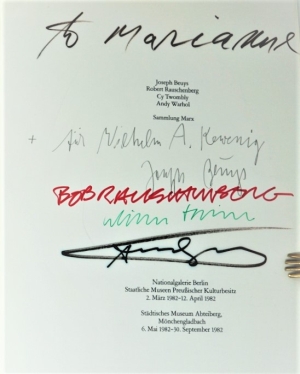 to Marianne
Joseph Beuys
Robert Rauschenberg
Cy Twombly
Andy Warhol
Sammlung Marx
+ für Wilhelm A. Kewenig
Joseph Beuys
BOB RAUSCHENBERG
Nationalgalerie Berlin
Staatliche Museen Preußischer Kulturbesitz
2. März 1982-12. April 1982
Städtisches Museum Abteiberg,
Mönchengladbach
6. Mai 1982-30. September 1982